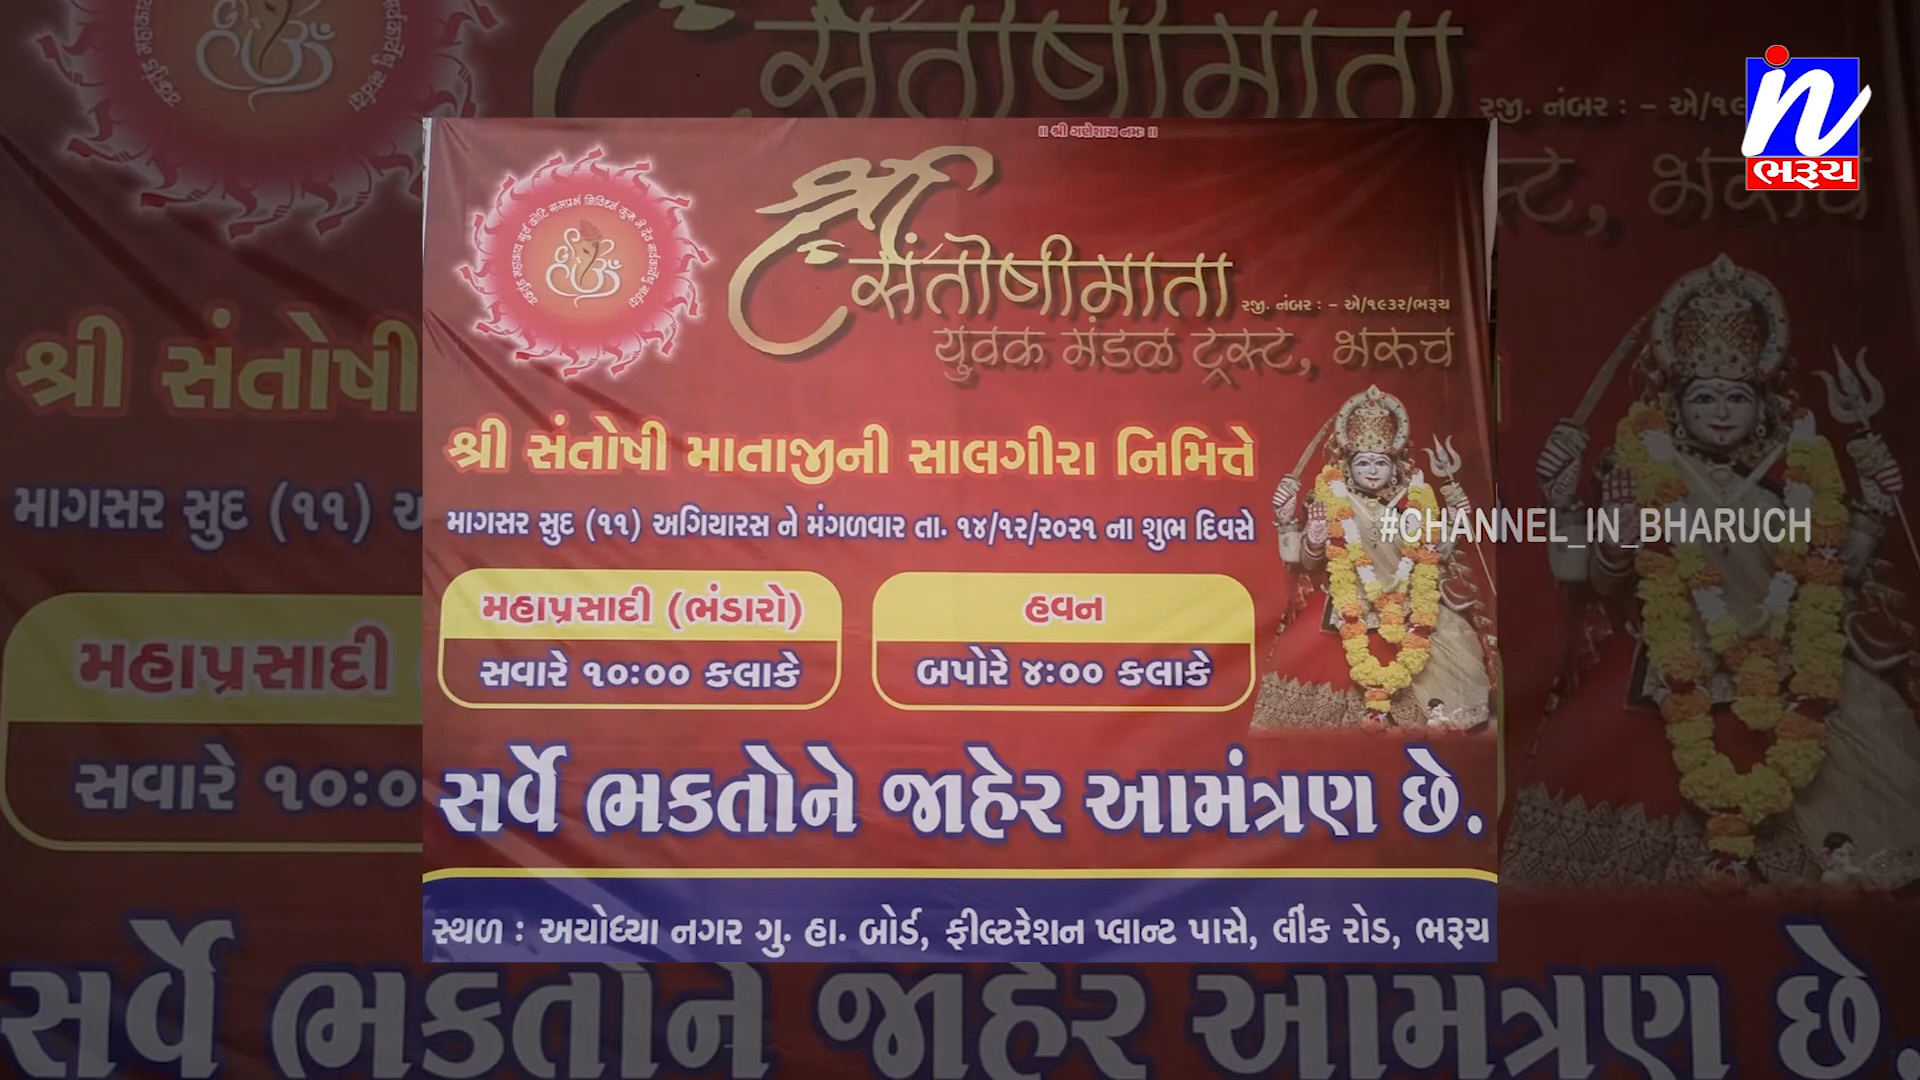 ॥ શ્રી ગણેશાય નમઃ ॥
શ્રી
સંતોષીમાતા
રજી. નંબર : - એ/૧૯૩૨/ભરૂચ
યુવક મંડળ ટ્રસ્ટ, ભરૂચ
શ્રી સંતોષી માતાજીની સાલગીરા નિમિત્તે
માગસર સુદ (૧૧) અગિયારસ ને મંગળવાર તા. ૧૪/૧૨/૨૦૨૧ ના શુભ દિવસે
મહાપ્રસાદી (ભંડારો)
સવારે ૧૦:૦૦ કલાકે
હવન
બપોરે ૪:૦૦ કલાકે
સર્વે ભકતોને જાહેર આમંત્રણ છે.
સ્થળ : અયોધ્યા નગર ગુ. હા. બોર્ડ, ફીલ્ટરેશન પ્લાન્ટ પાસે, લીંક રોડ, ભરૂચ
#CHANNEL_IN_BHARUCH
in
ભરૂચ